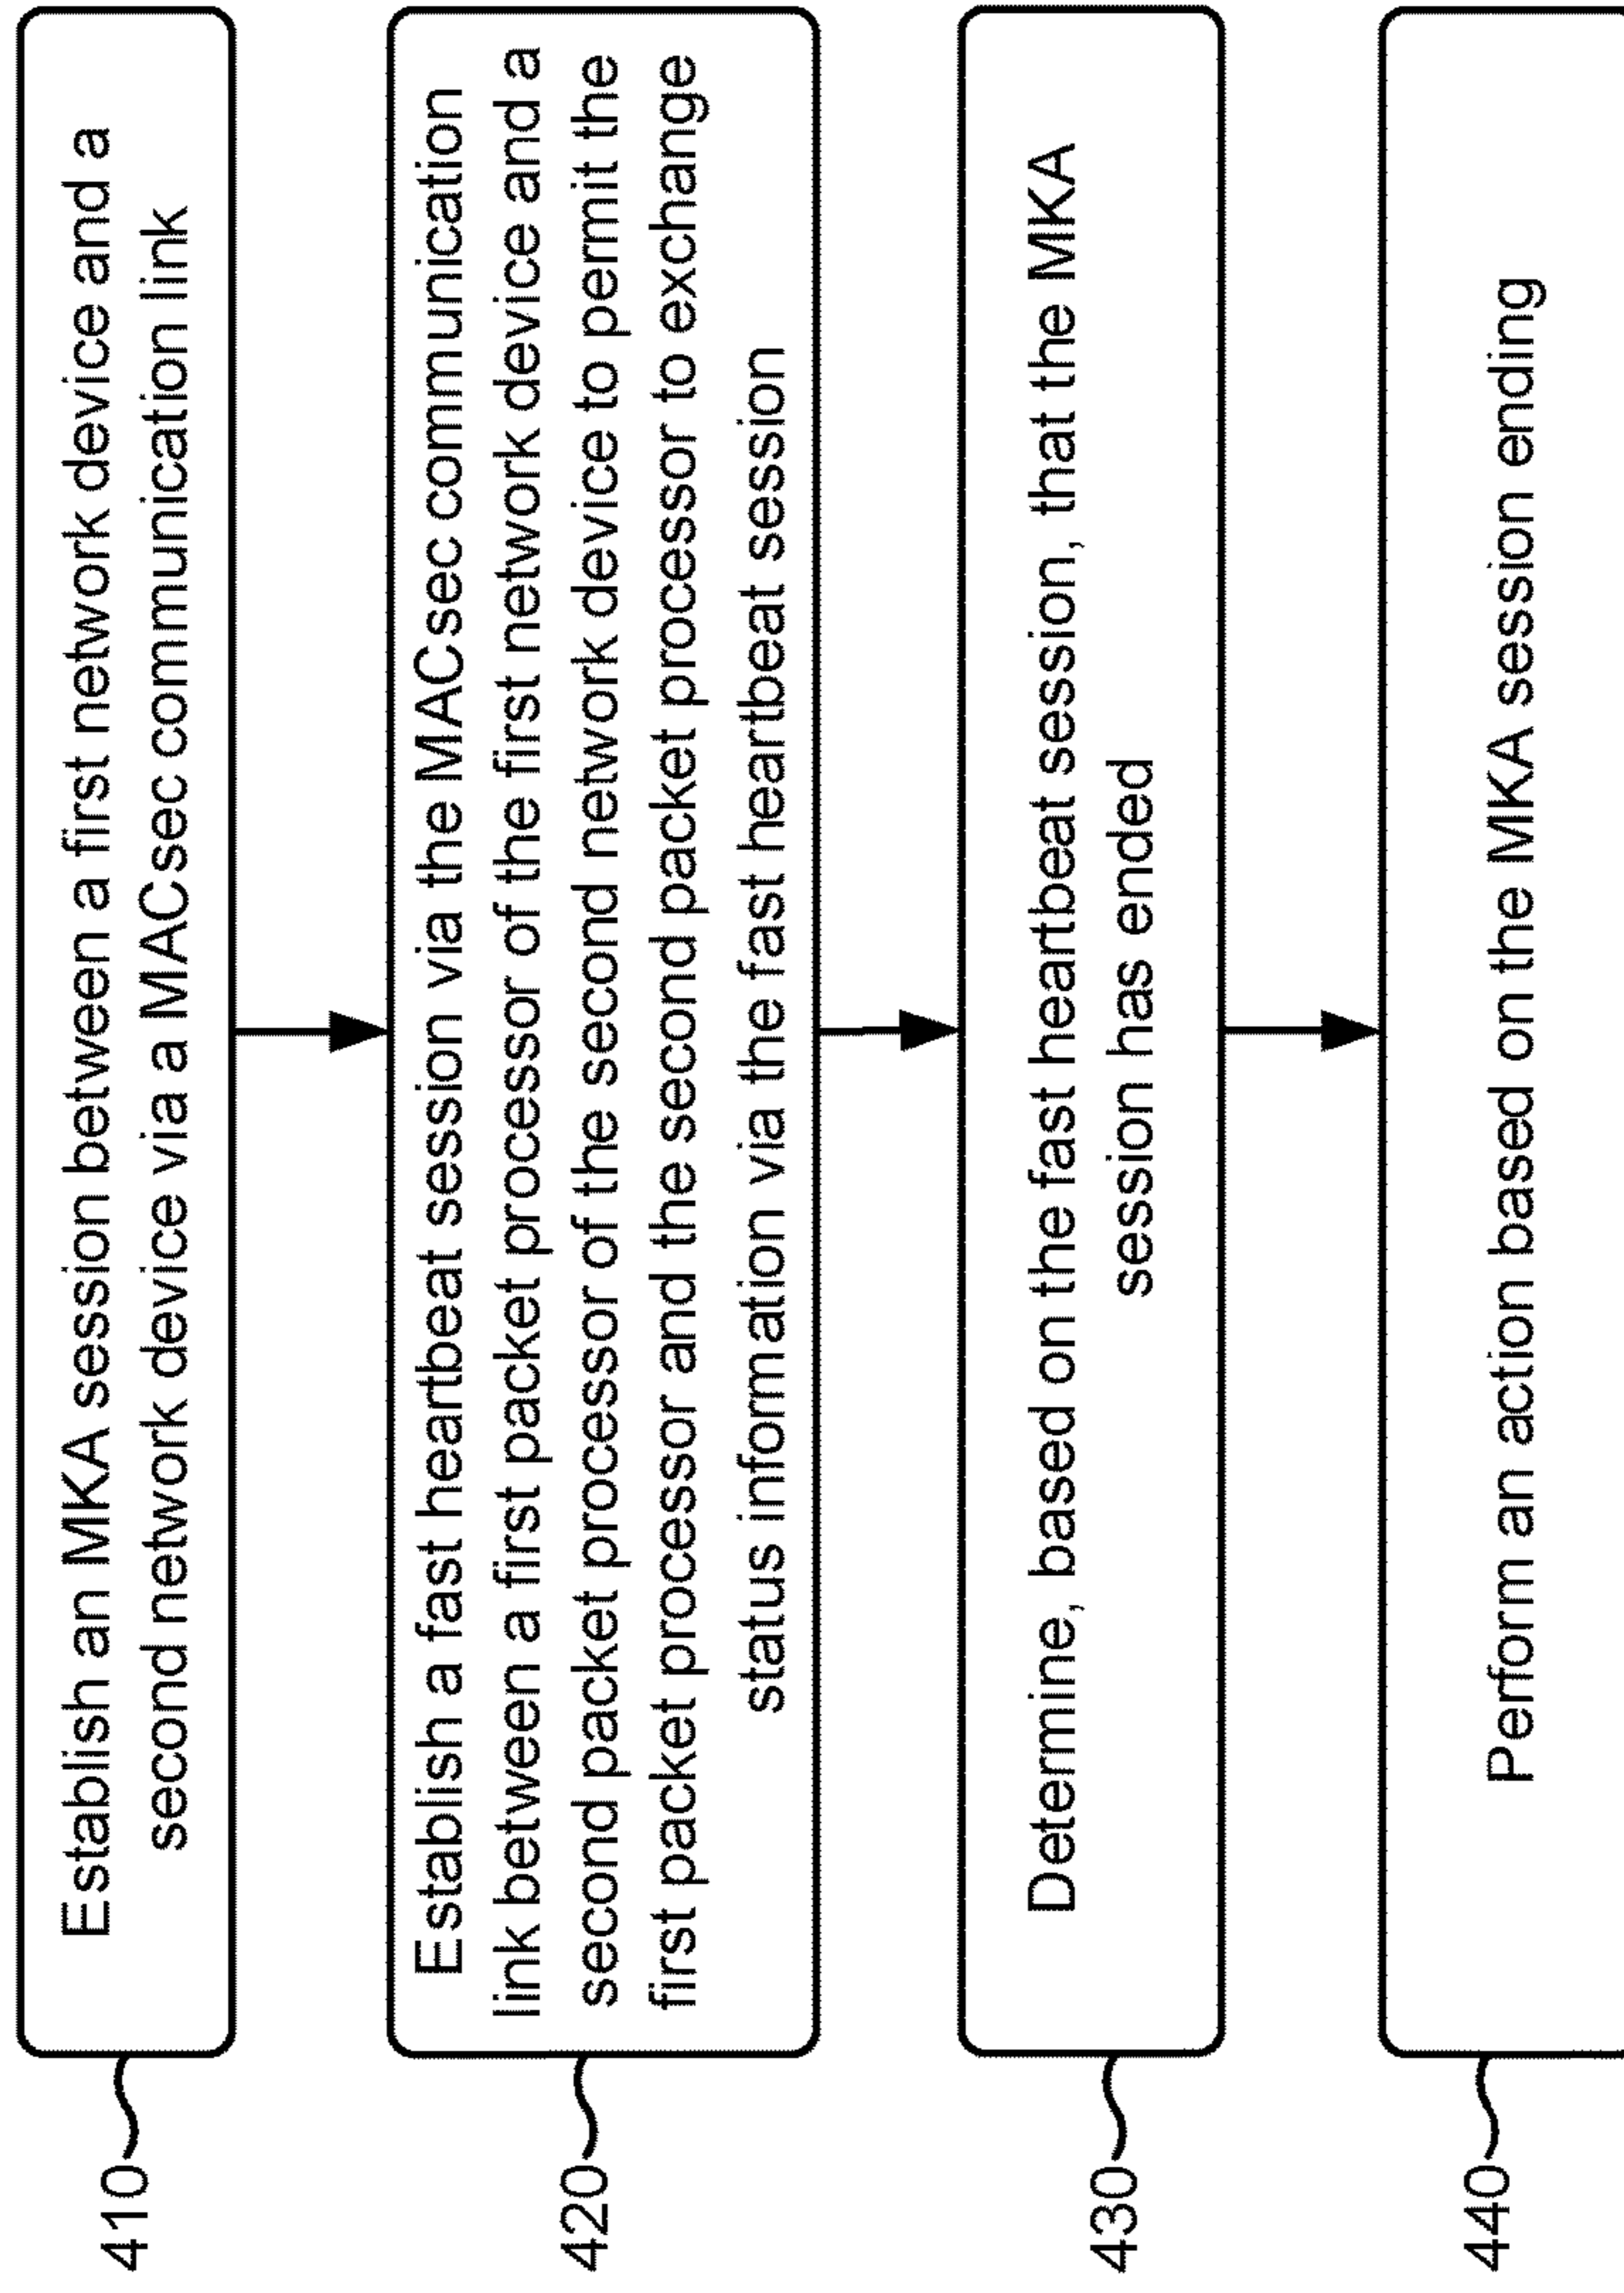 410
Establish an MKA session between a first network device and a
second network device via a MACsec communication link
420
Establish a fast heartbeat session via the MACsec communication
link between a first packet processor of the first network device and a
second packet processor of the second network device to permit the
first packet processor and the second packet processor to exchange
status information via the fast heartbeat session
430
Determine, based on the fast heartbeat session, that the MKA
session has ended
440
Perform an action based on the MKA session ending